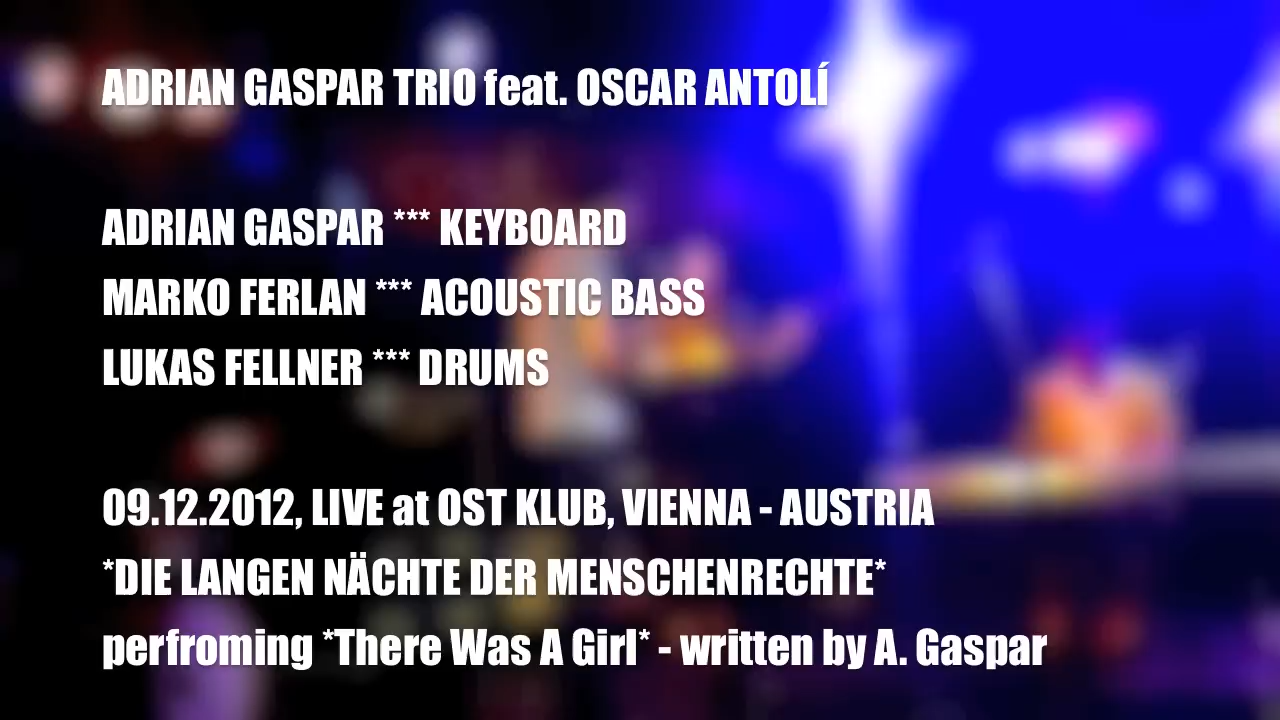 ADRIAN GASPAR TRIO feat. OSCAR ANTOLÍ
ADRIAN GASPAR *** KEYBOARD
MARKO FERLAN *** ACOUSTIC BASS
LUKAS FELLNER *** DRUMS
09.12.2012, LIVE at OST KLUB, VIENNA - AUSTRIA
*DIE LANGEN NÄCHTE DER MENSCHENRECHTE*
perfroming *There Was A Girl* - written by A. Gaspar